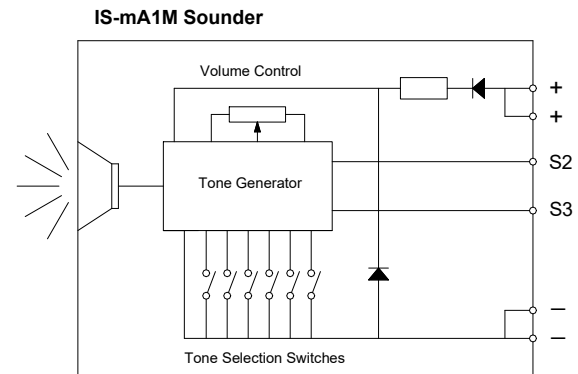 IS-mA1M Sounder
Volume Control
+
+
S2
Tone Generator
S3
–
–
Tone Selection Switches